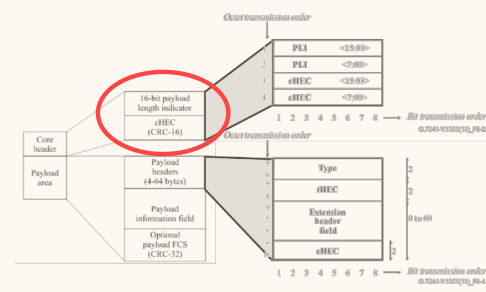 Octet transmission order
1 PLI <15:08>
2 PLI <7:00>
3 cHEC <15:08>
4 cHEC <7:00>
1 2 3 4 5 6 7 8 Bit transmission order
16-bit payload
length indicator
cHEC
(CRC-16)
Core
header
Payload
area
Payload
headers
(4-64 bytes)
Payload
information field
Optional
payload FCS
(CRC-32)
Octet transmission order
5
6
7
8
9
Type
tHEC
Extension
header
field
eHEC
2
2
0 to 60
2
1 2 3 4 5 6 7 8 Bit transmission order